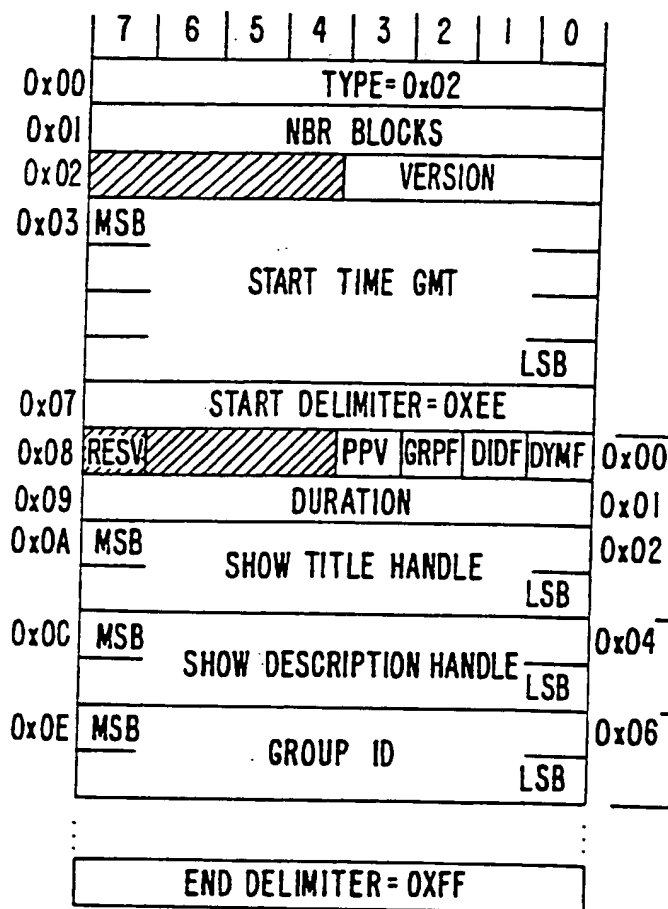 7 6 5 4 3 2 1 0
0x00 TYPE=0x02
0x01 NBR BLOCKS
0x02 VERSION
0x03 MSB
START TIME GMT
LSB
0x07 START DELIMITER=0XEE
0x08 RESV PPV GRPF DIDF DYMF 0x00
0x09 DURATION 0x01
0x0A MSB 0x02
SHOW TITLE HANDLE
LSB
0x0C MSB 0x04
SHOW DESCRIPTION HANDLE
LSB
0x0E MSB 0x06
GROUP ID
LSB
END DELIMITER=0XFF